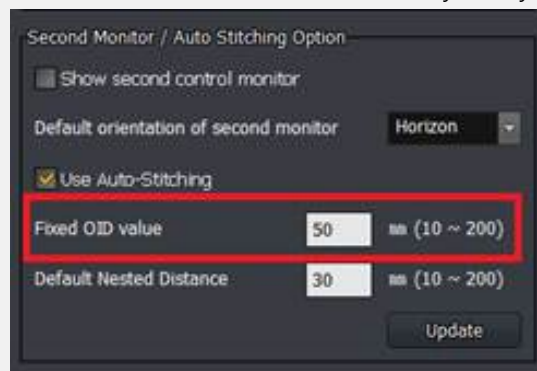 Second Monitor / Auto Stitching Option
Show second control monitor
Default orientation of second monitor Horizon
Use Auto-Stitching
Fixed OID value 50 mm (10 ~ 200)
Default Nested Distance 30 mm (10 ~ 200)
Update